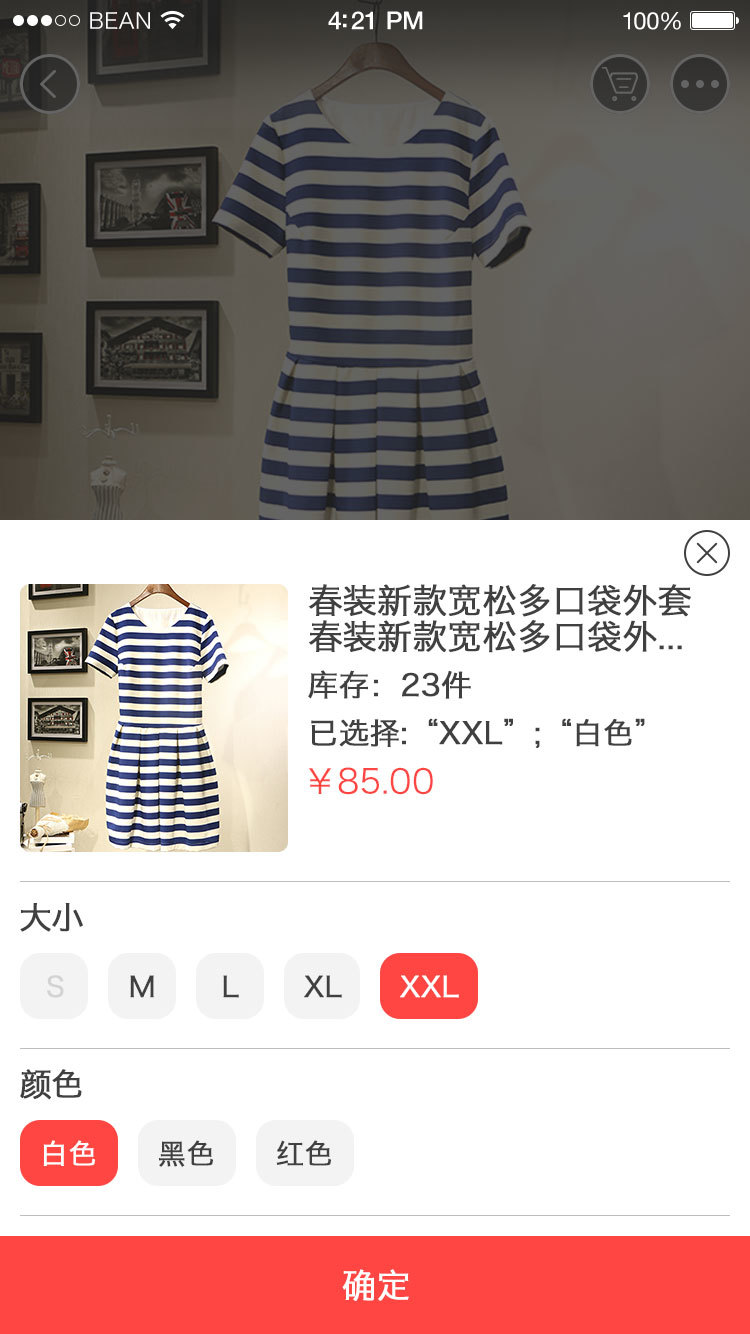 BEAN 4:21 PM 100%
春装新款宽松多口袋外套
春装新款宽松多口袋外...
库存：23件
已选择:“XXL”;“白色”
￥85.00
大小
S M L XL XXL
颜色
白色 黑色 红色
确定